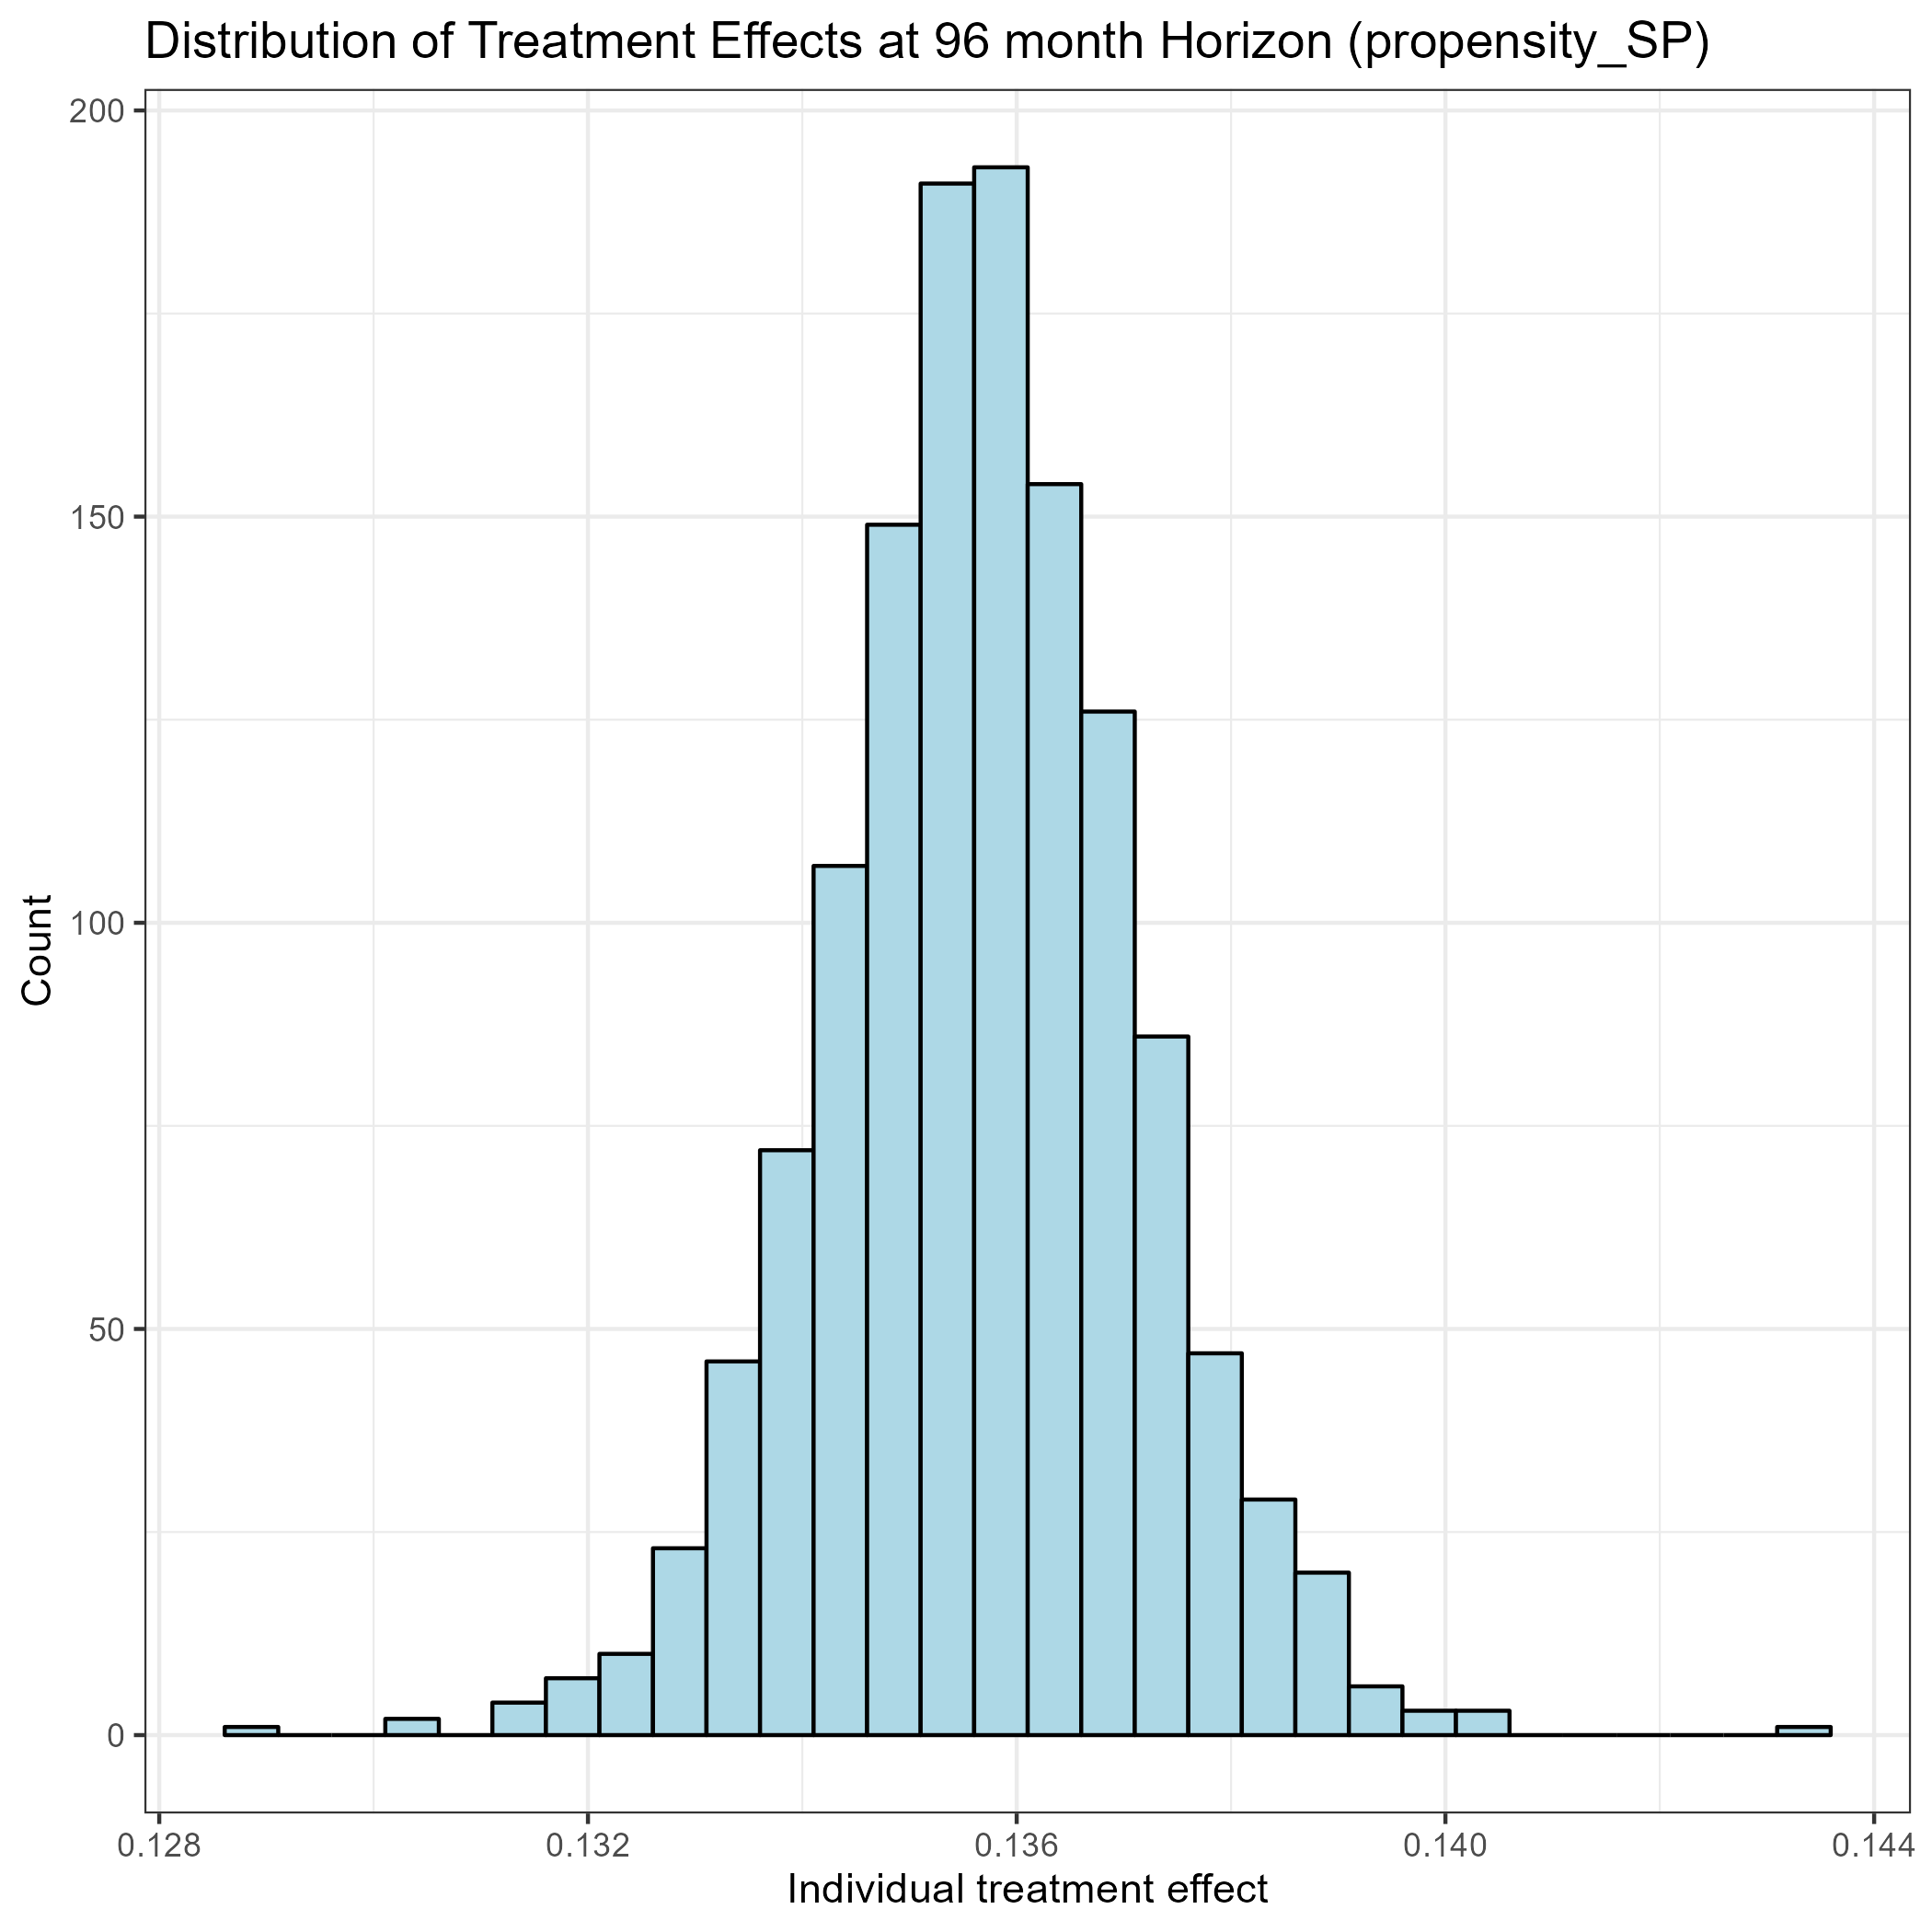 Distribution of Treatment Effects at 96 month Horizon (propensity_SP)
200
150
100
50
0
Count
0.128 0.132 0.136 0.140 0.144
Individual treatment effect